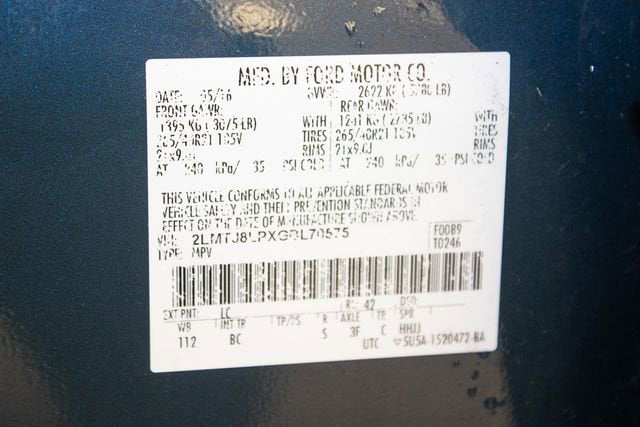 MFD. BY FORD MOTOR CO.
DATE: 05/16 GVWR: 2622 KG
FRONT GAWR: REAR GAWR:
1395 KG (3075 LB) WITH 1241 KG (2735 LB) WITH
265/40R21 105V TIRES 265/40R21 105V TIRES
21x9.0J RIMS 21x9.0J RIMS
AT 240 kPa/ 35 PSI COLD AT 240 kPa/ 35 PSI COLD
THIS VEHICLE CONFORMS TO ALL APPLICABLE FEDERAL MOTOR
VEHICLE SAFETY AND THEFT PREVENTION STANDARDS IN
EFFECT ON THE DATE OF MANUFACTURE SHOWN ABOVE.
VIN: F0089
TYPE: MPV T0246
EXT PNT: LC RC: 42 DSO:
WB INT TR TP/PS R AXLE TR SPR
112 BC S 3F C HHJJ
UTC ▽5U5A-1520472-BA